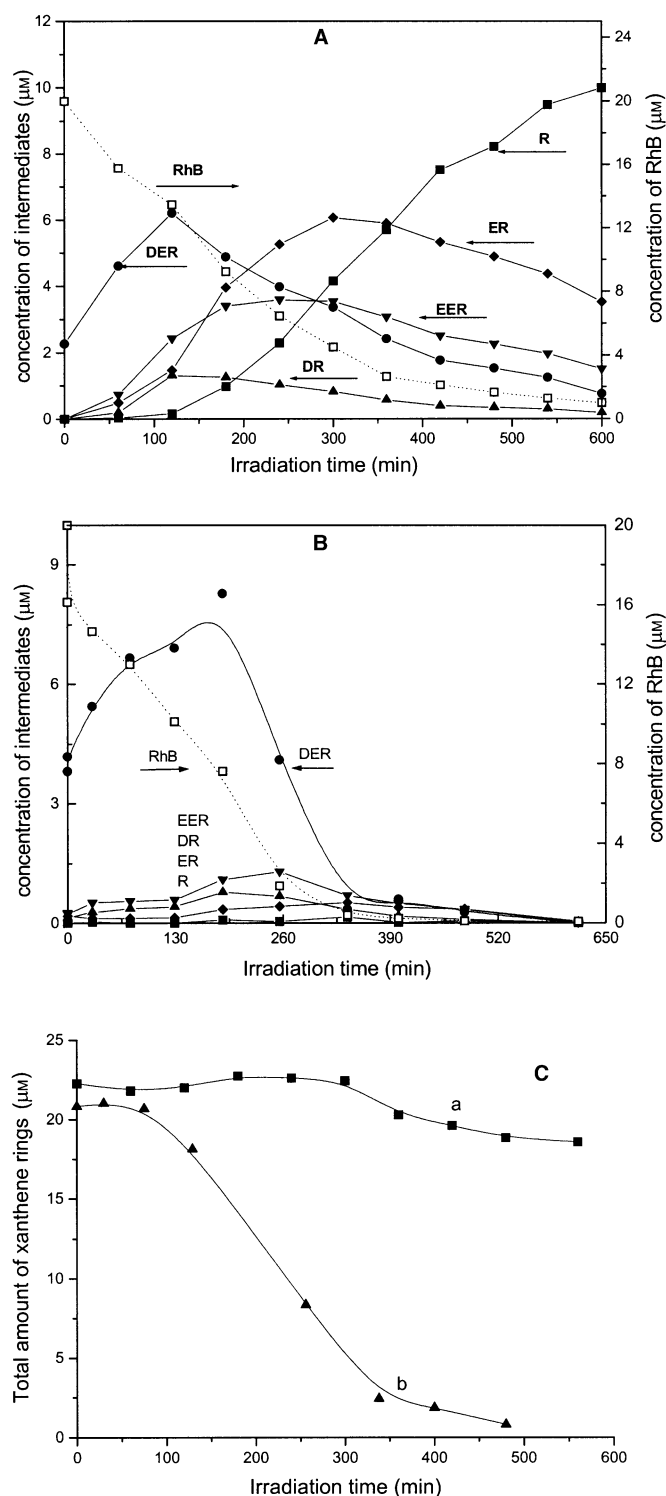 A
concentration of intermediates (μM)
concentration of RhB (μM)
12
10
8
6
4
2
0
24
20
16
12
8
4
0
RhB
R
DER
ER
EER
DR
0 100 200 300 400 500 600
Irradiation time (min)
B
concentration of intermediates (μM)
concentration of RhB (μM)
9
6
3
0
20
16
12
8
4
0
RhB
DER
EER
DR
ER
R
0 130 260 390 520 650
Irradiation time (min)
C
Total amount of xanthene rings (μM)
25
20
15
10
5
0
a
b
0 100 200 300 400 500 600
Irradiation time (min)